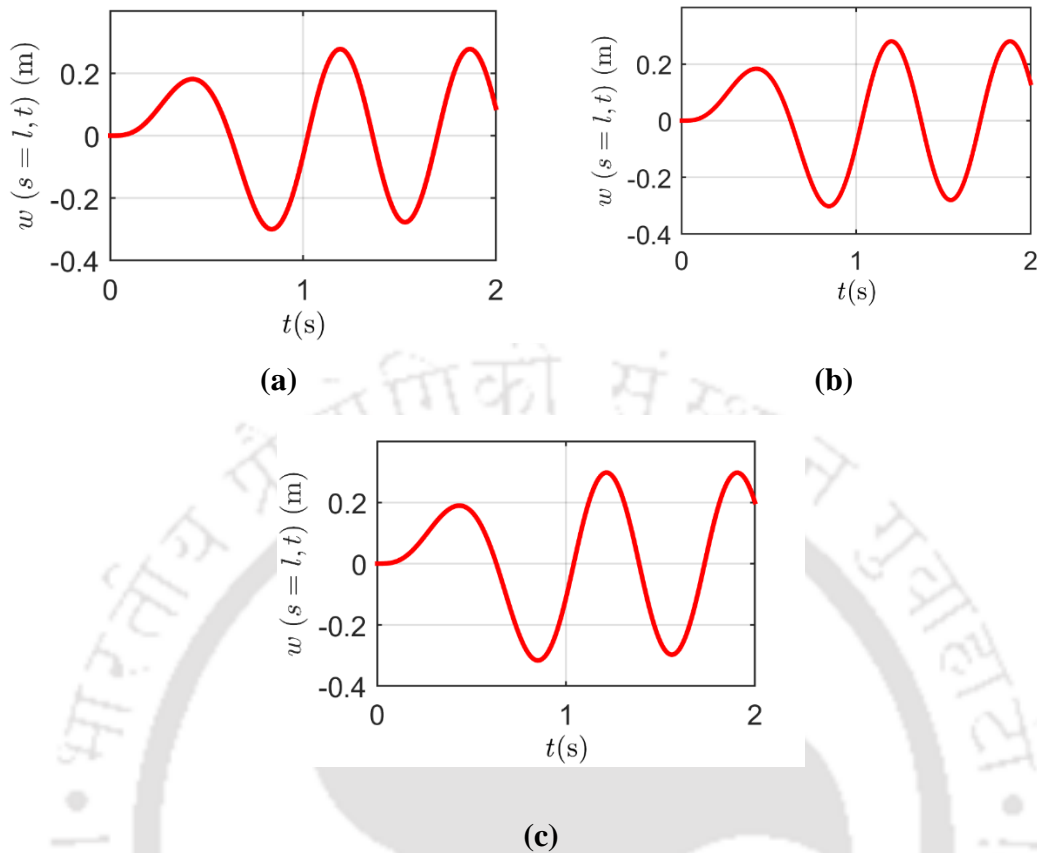 w (s = l, t) (m)
0.2
0
-0.2
-0.4
0
1
2
t(s)
(a)
w (s = l, t) (m)
0.2
0
-0.2
-0.4
0
1
2
t(s)
(b)
w (s = l, t) (m)
0.2
0
-0.2
-0.4
0
1
2
t(s)
(c)